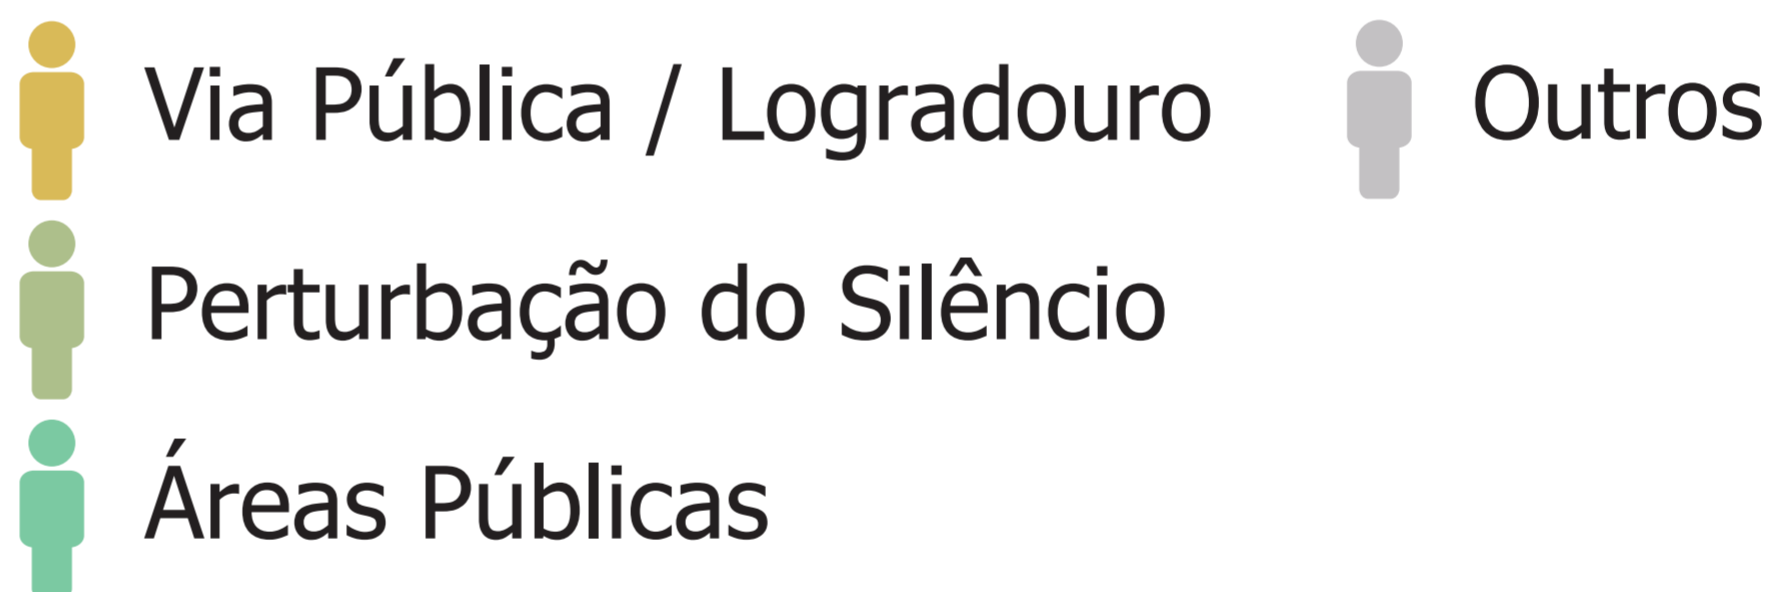 Via Pública / Logradouro
Outros
Perturbação do Silêncio
Áreas Públicas